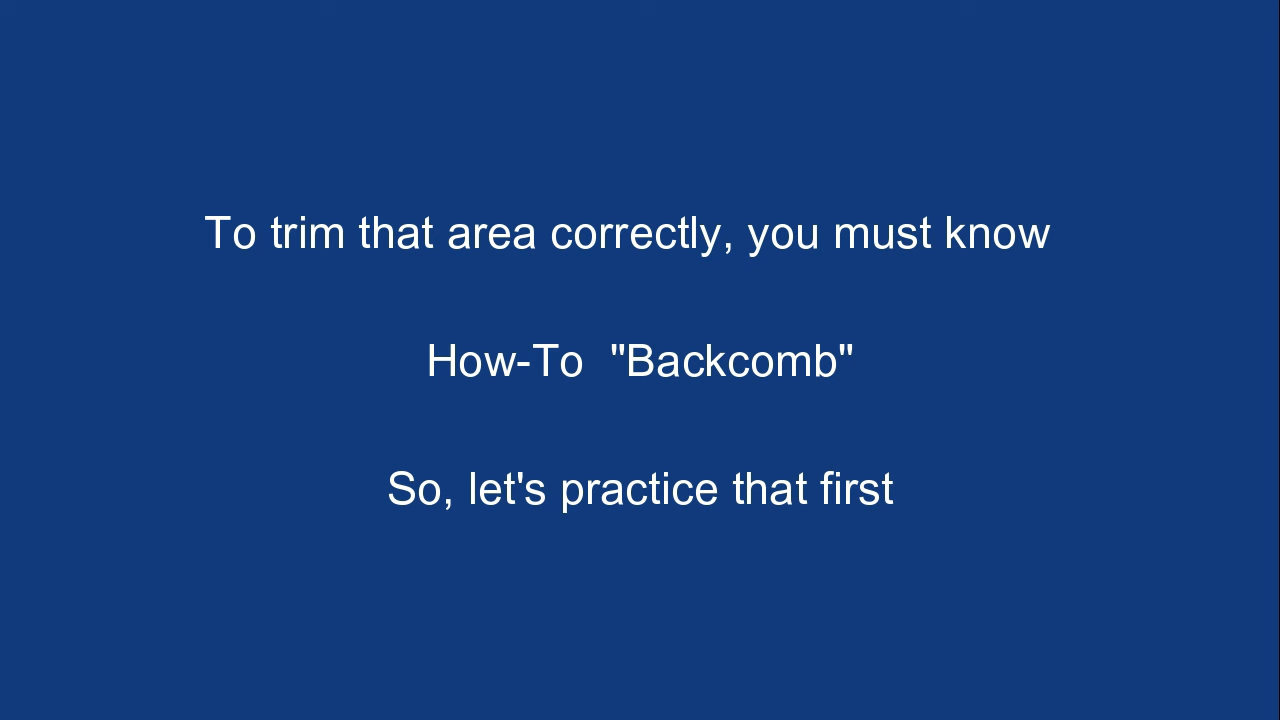 To trim that area correctly, you must know
How-To  "Backcomb"
So, let's practice that first